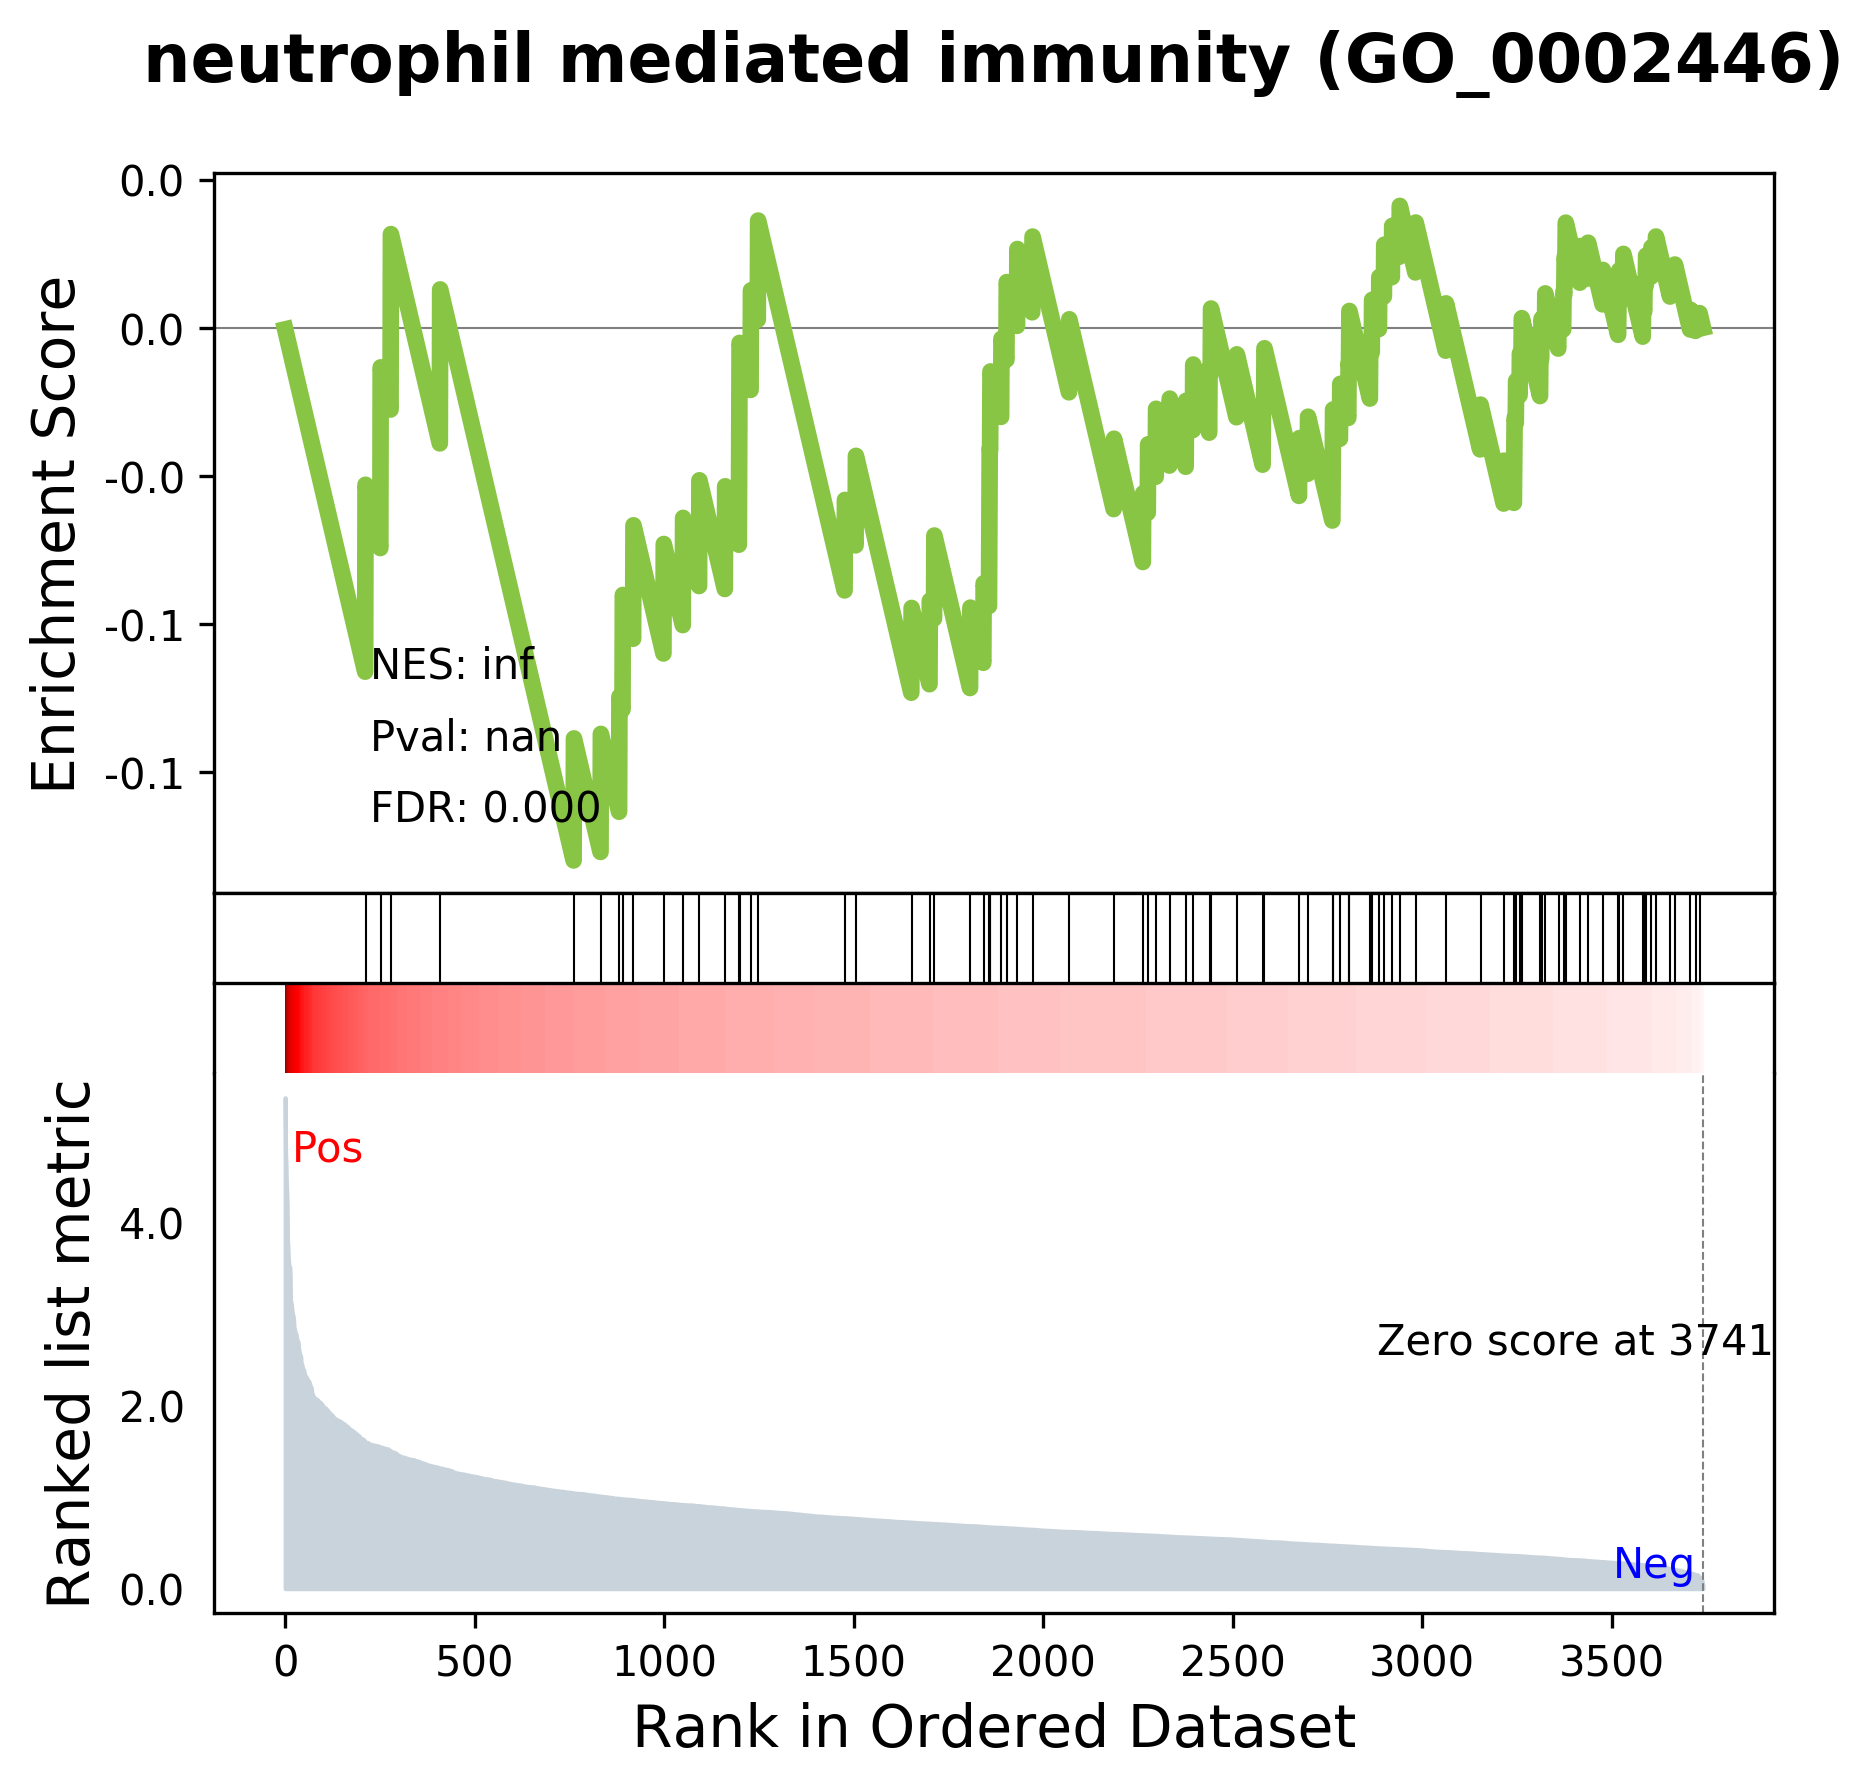 neutrophil mediated immunity (GO_0002446)
Enrichment Score
0.0
0.0
-0.0
-0.1
-0.1
NES: inf
Pval: nan
FDR: 0.000
Ranked list metric
Pos
4.0
Zero score at 3741
2.0
Neg
0.0
0 500 1000 1500 2000 2500 3000 3500
Rank in Ordered Dataset